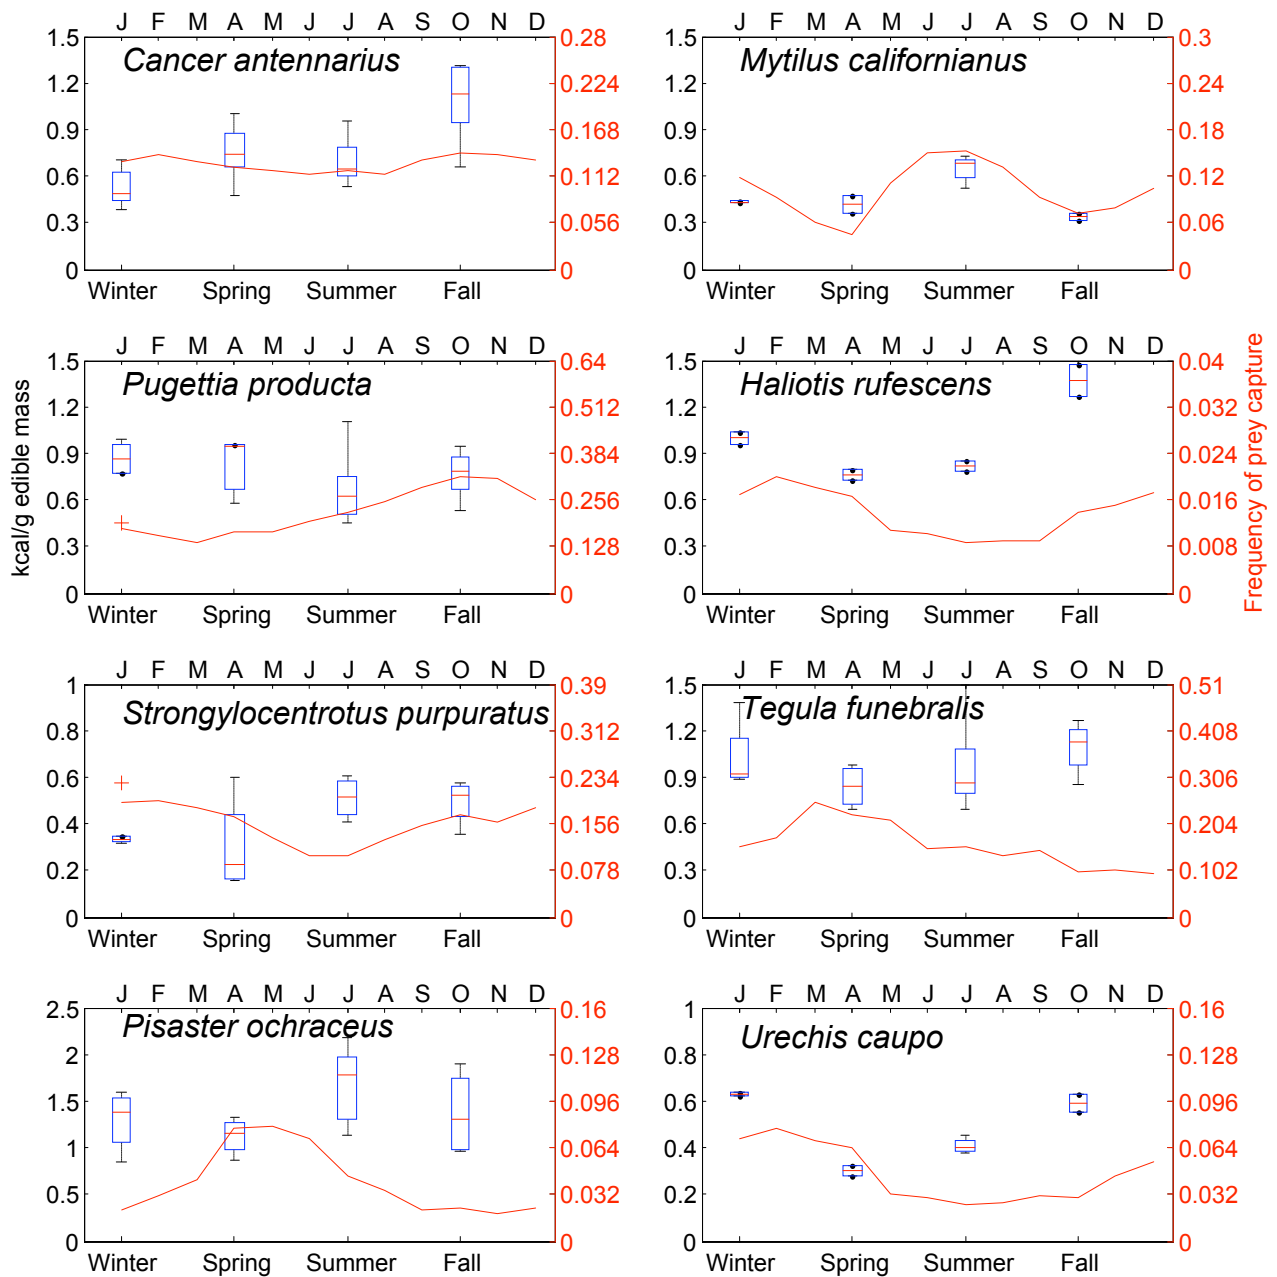 J F M A M J J A S O N D
1.5 1.2 0.9 0.6 0.3 0
Cancer antennarius
0.28 0.224 0.168 0.112 0.056 0
Winter Spring Summer Fall
J F M A M J J A S O N D
1.5 1.2 0.9 0.6 0.3 0
Mytilus californianus
0.3 0.24 0.18 0.12 0.06 0
Winter Spring Summer Fall
kcal/g edible mass
J F M A M J J A S O N D
1.5 1.2 0.9 0.6 0.3 0
Pugettia producta
0.64 0.512 0.384 0.256 0.128 0
Winter Spring Summer Fall
J F M A M J J A S O N D
1.5 1.2 0.9 0.6 0.3 0
Haliotis rufescens
0.04 0.032 0.024 0.016 0.008 0
Winter Spring Summer Fall
Frequency of prey capture
J F M A M J J A S O N D
1 0.8 0.6 0.4 0.2 0
Strongylocentrotus purpuratus
0.39 0.312 0.234 0.156 0.078 0
Winter Spring Summer Fall
J F M A M J J A S O N D
1.5 1.2 0.9 0.6 0.3 0
Tegula funebralis
0.51 0.408 0.306 0.204 0.102 0
Winter Spring Summer Fall
J F M A M J J A S O N D
2.5 2 1.5 1 0.5 0
Pisaster ochraceus
0.16 0.128 0.096 0.064 0.032 0
Winter Spring Summer Fall
J F M A M J J A S O N D
1 0.8 0.6 0.4 0.2 0
Urechis caupo
0.16 0.128 0.096 0.064 0.032 0
Winter Spring Summer Fall